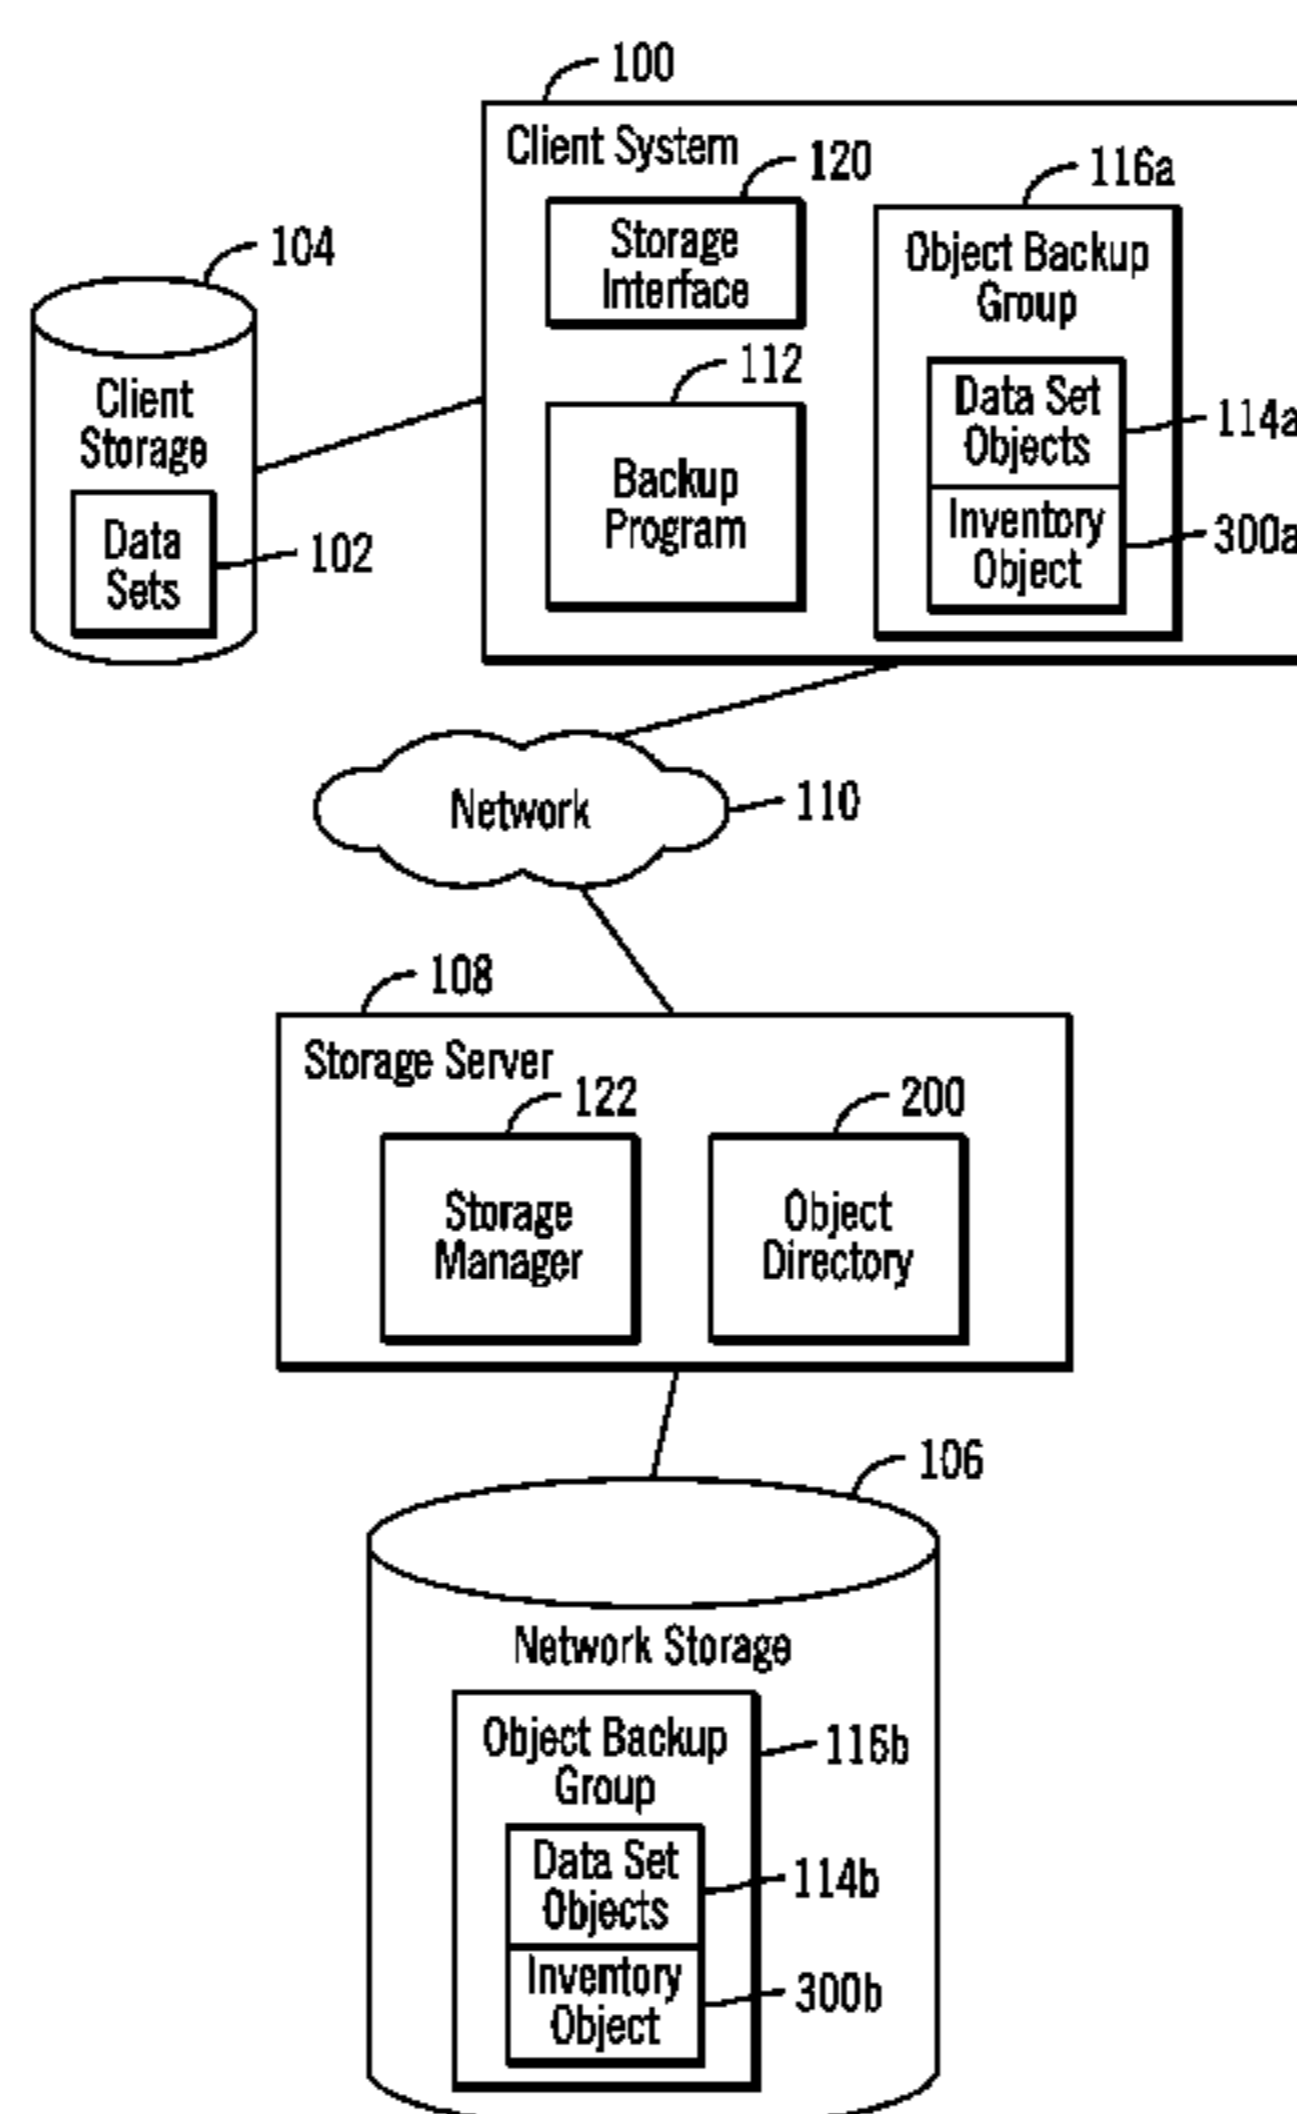 100
Client System
120
116a
Storage
Interface
Object Backup
Group
104
112
Client
Storage
Data Set
Objects
114a
Backup
Program
Data
Sets
102
Inventory
Object
300a
Network
110
108
Storage Server
122
200
Storage
Manager
Object
Directory
106
Network Storage
Object Backup
Group
116b
Data Set
Objects
114b
Inventory
Object
300b